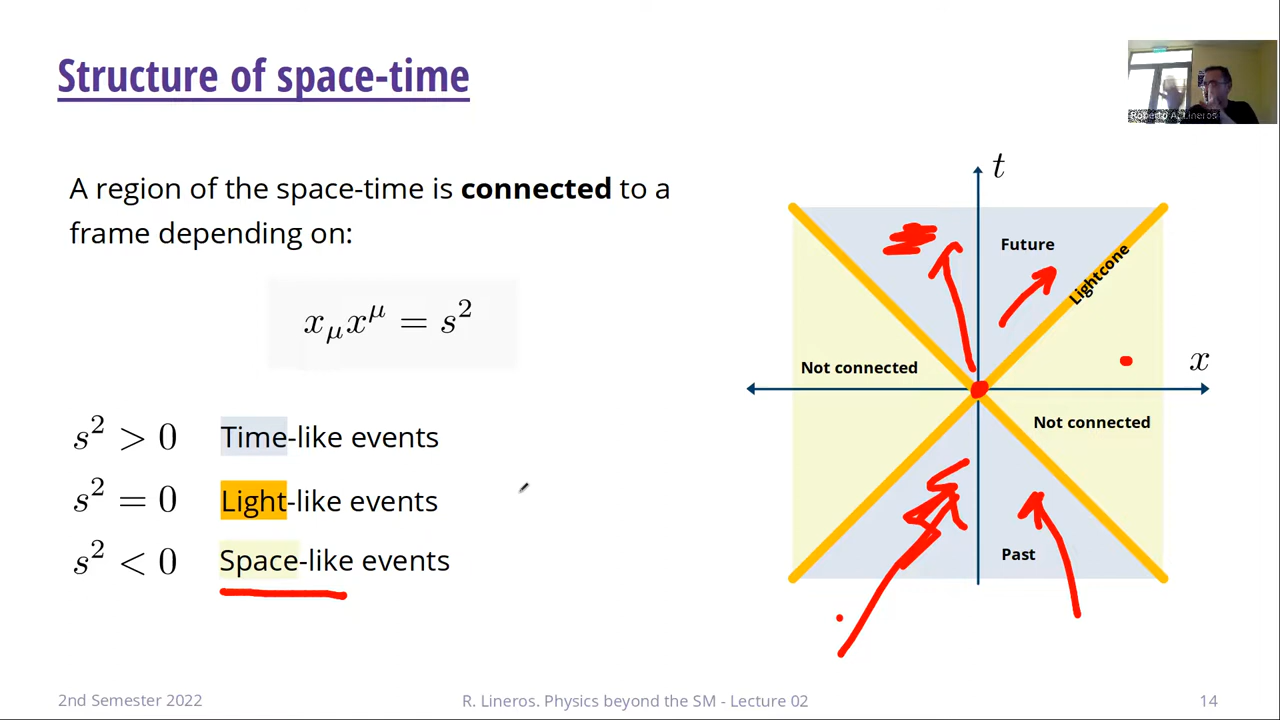 Structure of space-time
Roberto A. Lineros
A region of the space-time is connected to a
frame depending on:
x_μ x^μ = s²
s² > 0 Time-like events
s² = 0 Light-like events
s² < 0 Space-like events
t
Future
Lightcone
Not connected
x
Not connected
Past
2nd Semester 2022
R. Lineros. Physics beyond the SM - Lecture 02
14